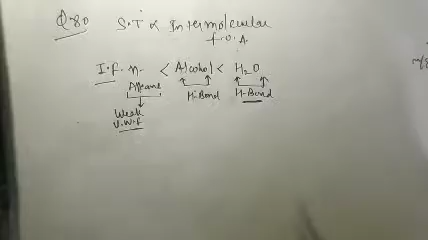 Q80 S.T ∝ Intermolecular
f.O.A.
I.F. n- < Alcohol < H₂O
Alkane H-Bond H-Bond
Weak
V.W.F